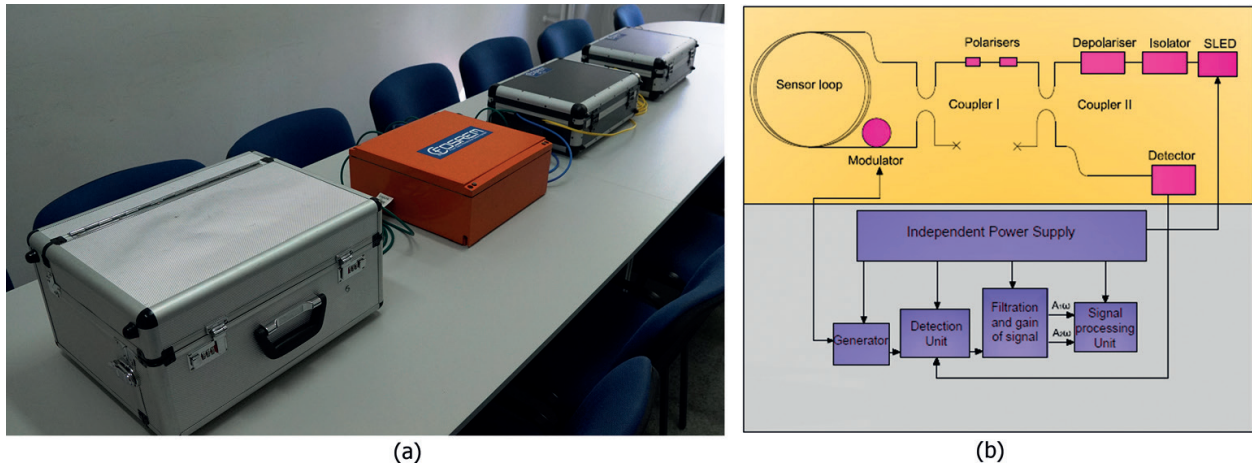 FOSREM
(a)
Sensor loop
Polarisers
Depolariser
Isolator
SLED
Coupler I
Coupler II
Modulator
Detector
Independent Power Supply
Generator
Detection
Unit
Filtration
and gain
of signal
A₁ω
A₂ω
Signal
processing
Unit
(b)